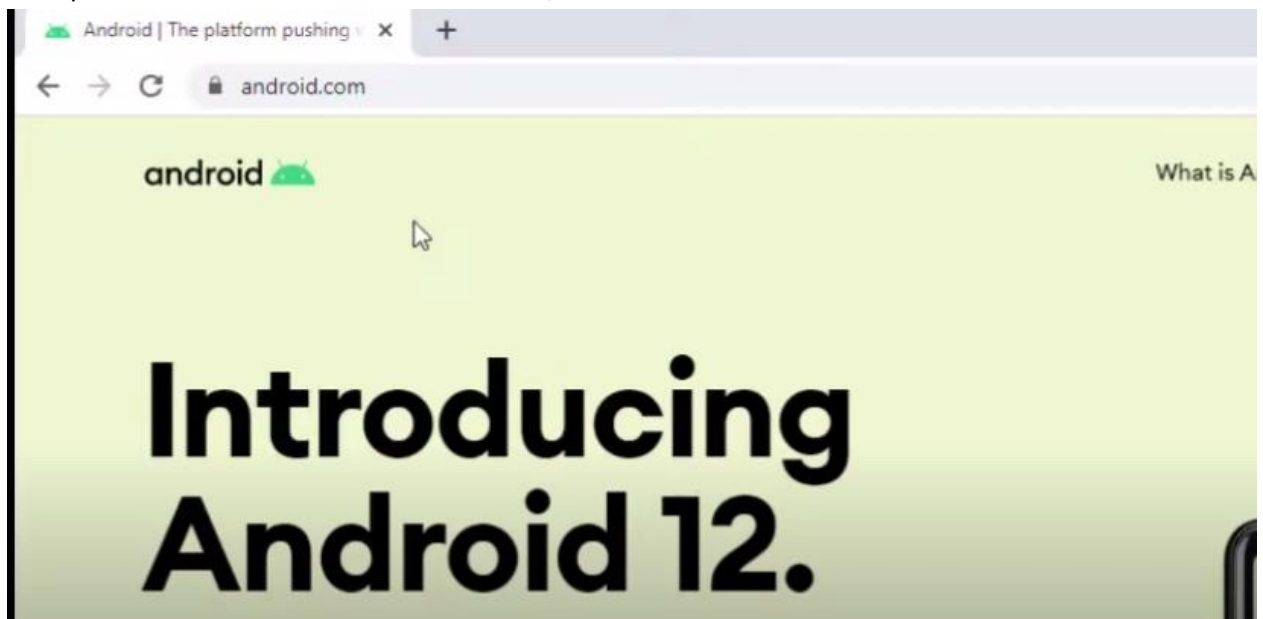 Android | The platform pushing
android.com
android
What is A
Introducing
Android 12.